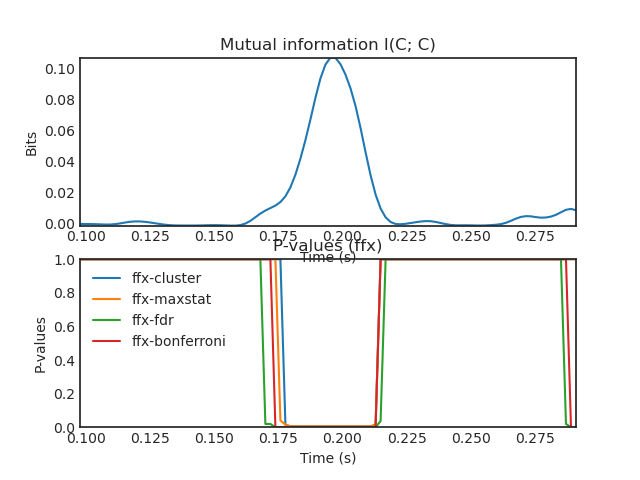 Mutual information I(C; C)
0.10
0.08
0.06
0.04
0.02
0.00
Bits
0.100 0.125 0.150 0.175 0.200 0.225 0.250 0.275
Time (s)
P-values (ffx)
1.0
0.8
0.6
0.4
0.2
0.0
P-values
ffx-cluster
ffx-maxstat
ffx-fdr
ffx-bonferroni
0.100 0.125 0.150 0.175 0.200 0.225 0.250 0.275
Time (s)